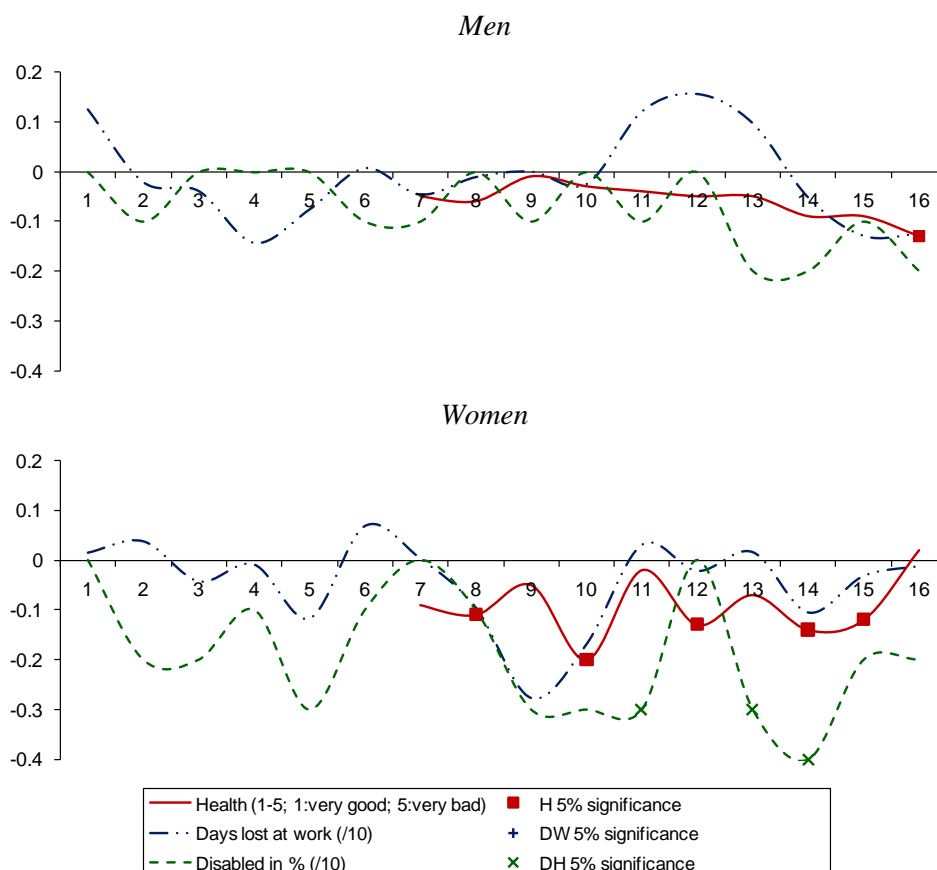 Men
0.2
0.1
0
1 2 3 4 5 6 7 8 9 10 11 12 13 14 15 16
-0.1
-0.2
-0.3
-0.4
Women
0.2
0.1
0
1 2 3 4 5 6 7 8 9 10 11 12 13 14 15 16
-0.1
-0.2
-0.3
-0.4
Health (1-5; 1:very good; 5:very bad) H 5% significance
Days lost at work (/10) DW 5% significance
Disabled in % (/10) DH 5% significance